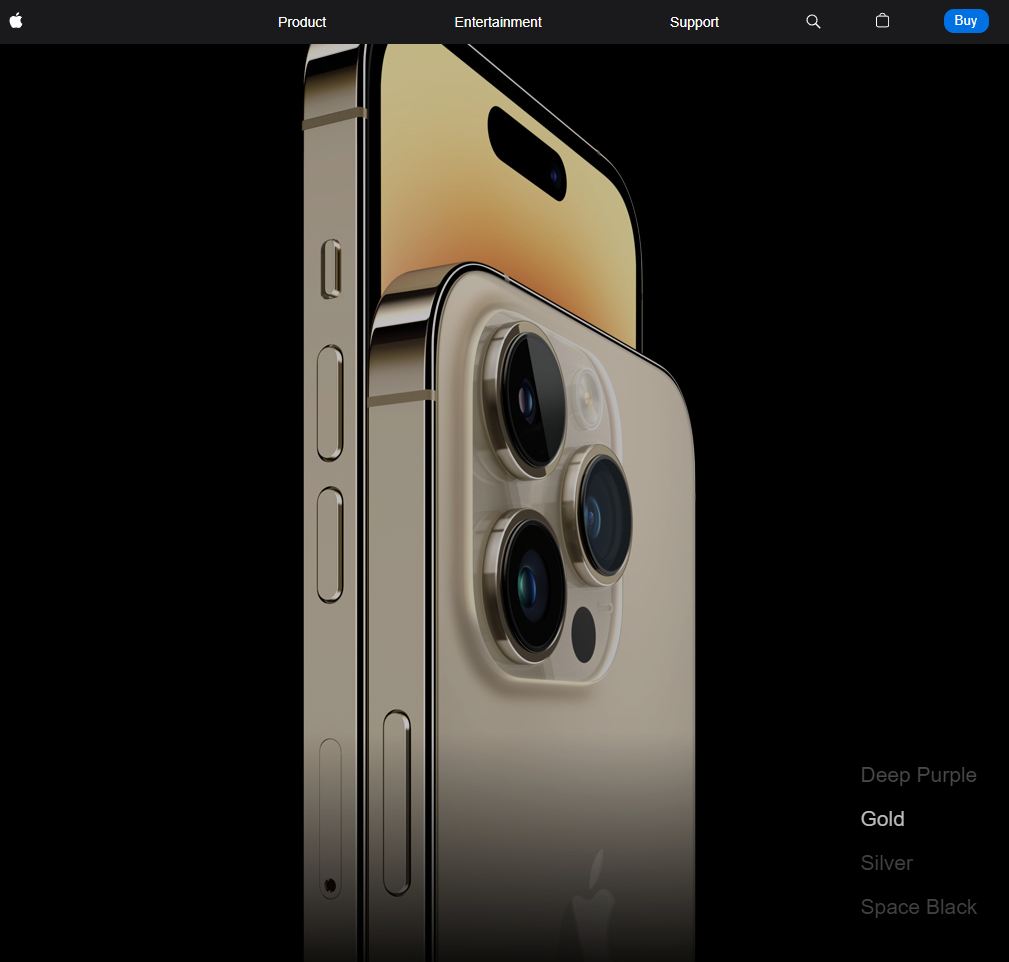 Product
Entertainment
Support
Buy
Deep Purple
Gold
Silver
Space Black